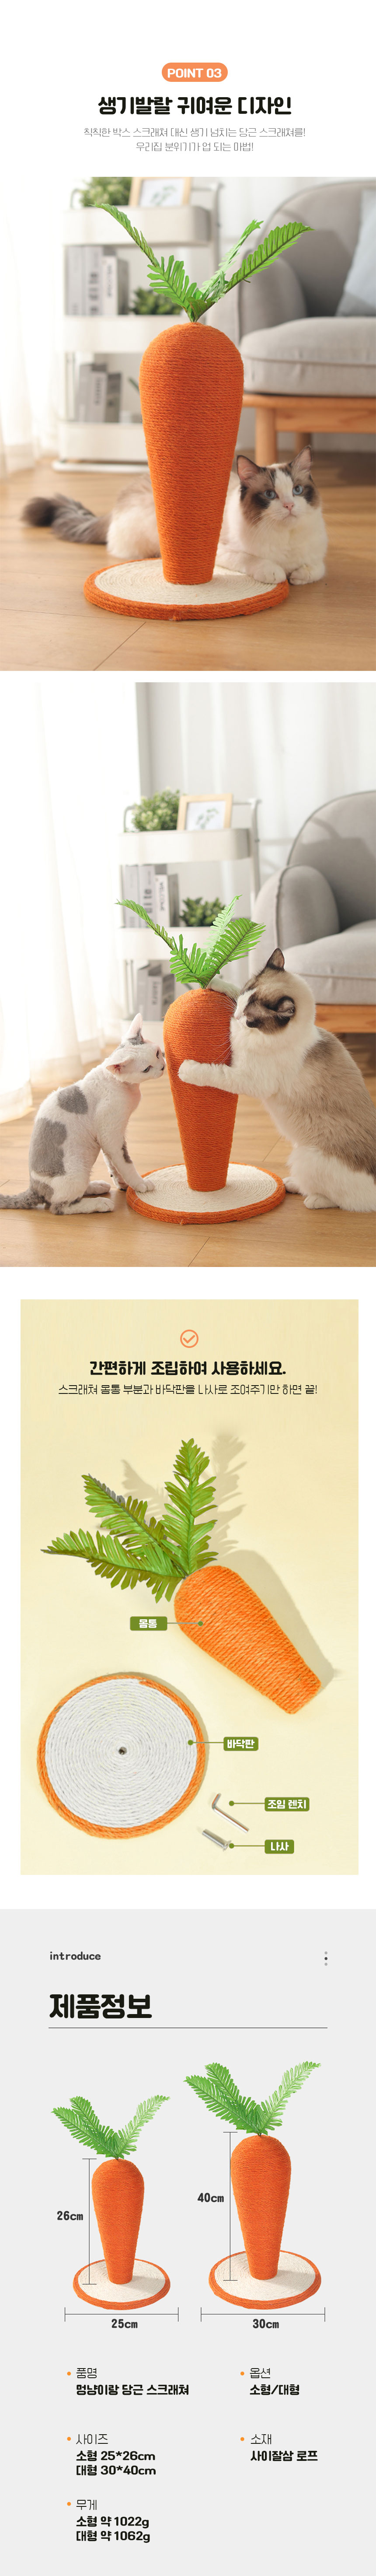 POINT 03
생기발랄 귀여운 디자인
칙칙한 박스 스크래쳐 대신 생기 넘치는 당근 스크래쳐를!
우리집 분위기가 업 되는 마법!
간편하게 조립하여 사용하세요.
스크래쳐 몸통 부분과 바닥판을 나사로 조여주기만 하면 끝!
몸통
바닥판
조임 렌치
나사
introduce
제품정보
26cm
40cm
25cm
30cm
품명
멍냥이랑 당근 스크래쳐
옵션
소형/대형
사이즈
소형 25*26cm
대형 30*40cm
소재
사이잘삼 로프
무게
소형 약 1022g
대형 약 1062g